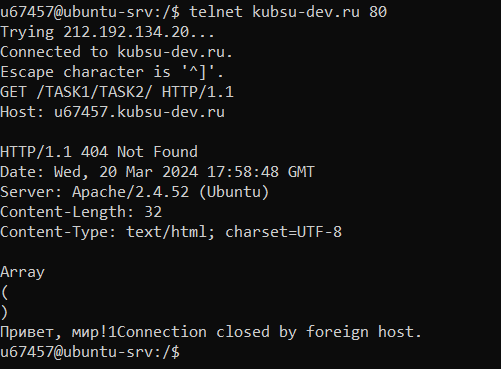 u67457@ubuntu-srv:/$ telnet kubsu-dev.ru 80
Trying 212.192.134.20...
Connected to kubsu-dev.ru.
Escape character is '^]'.
GET /TASK1/TASK2/ HTTP/1.1
Host: u67457.kubsu-dev.ru

HTTP/1.1 404 Not Found
Date: Wed, 20 Mar 2024 17:58:48 GMT
Server: Apache/2.4.52 (Ubuntu)
Content-Length: 32
Content-Type: text/html; charset=UTF-8

Array
(
)
Привет, мир!1Connection closed by foreign host.
u67457@ubuntu-srv:/$